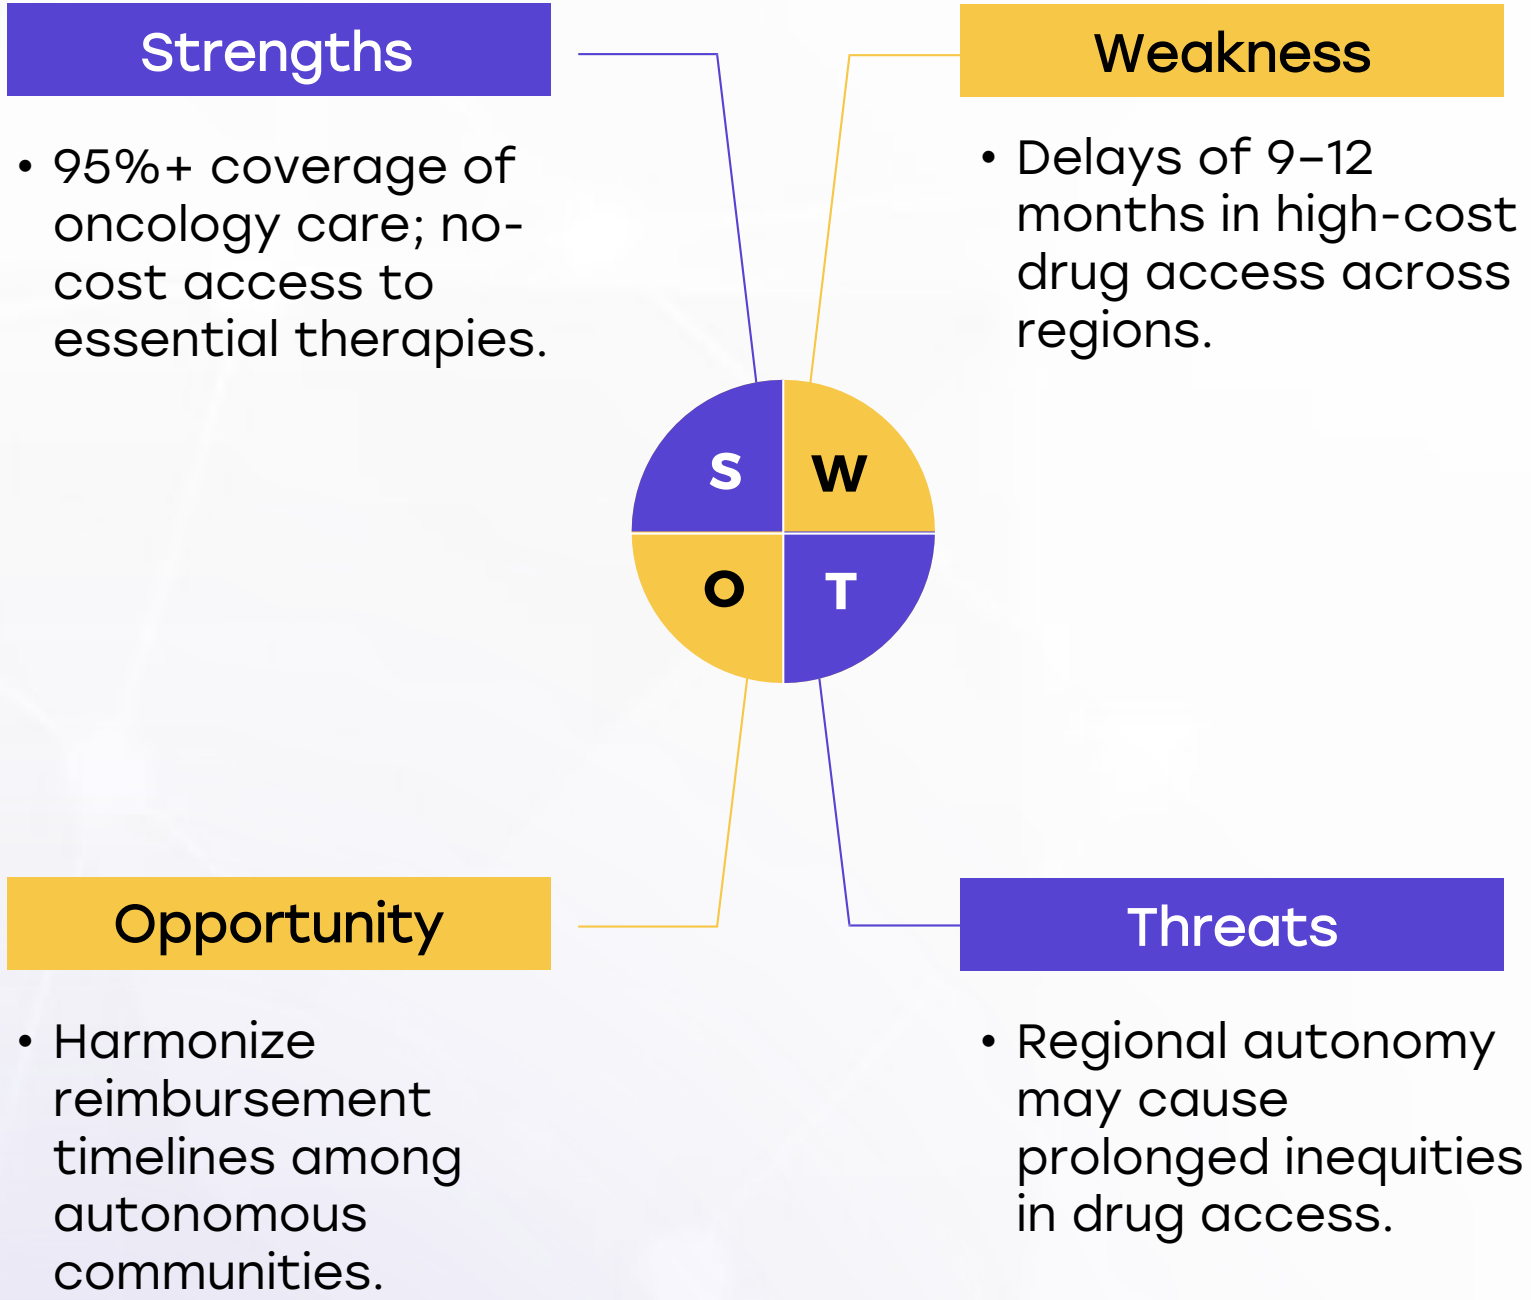 Strengths
• 95%+ coverage of
oncology care; no-
cost access to
essential therapies.
Weakness
• Delays of 9–12
months in high-cost
drug access across
regions.
S
W
O
T
Opportunity
• Harmonize
reimbursement
timelines among
autonomous
communities.
Threats
• Regional autonomy
may cause
prolonged inequities
in drug access.